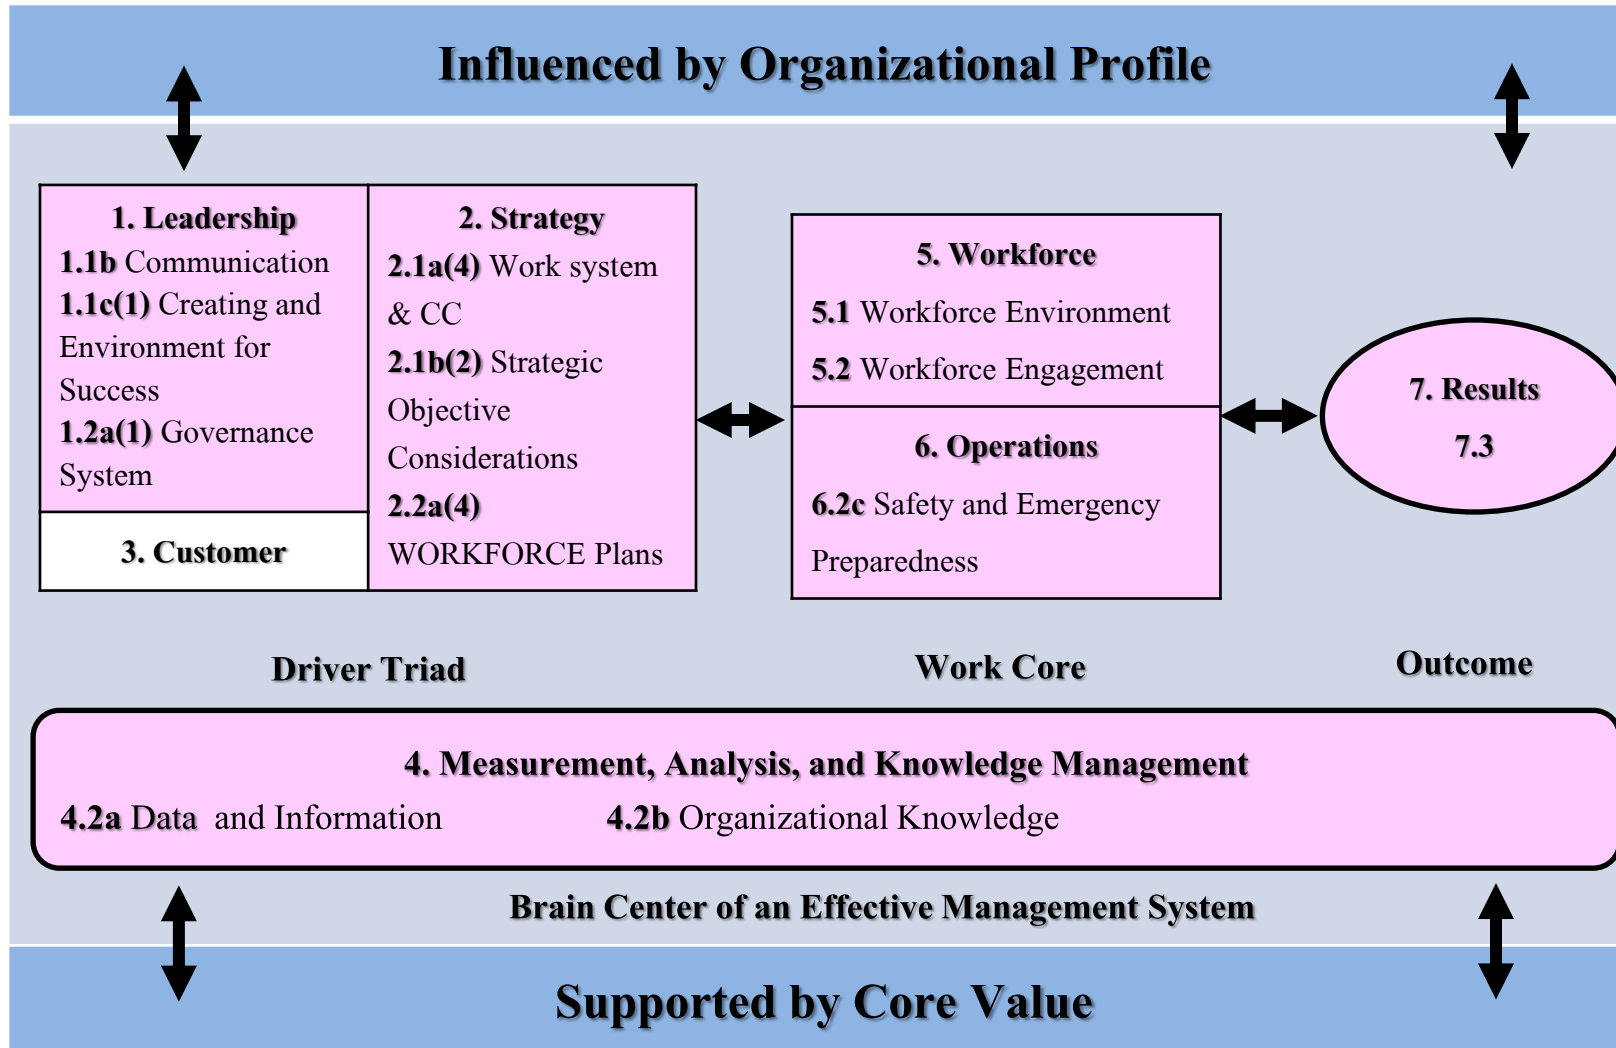 Influenced by Organizational Profile
1. Leadership
1.1b Communication
1.1c(1) Creating and
Environment for
Success
1.2a(1) Governance
System
3. Customer
2. Strategy
2.1a(4) Work system
& CC
2.1b(2) Strategic
Objective
Considerations
2.2a(4)
WORKFORCE Plans
5. Workforce
5.1 Workforce Environment
5.2 Workforce Engagement
6. Operations
6.2c Safety and Emergency
Preparedness
7. Results
7.3
Driver Triad
Work Core
Outcome
4. Measurement, Analysis, and Knowledge Management
4.2a Data and Information
4.2b Organizational Knowledge
Brain Center of an Effective Management System
Supported by Core Value